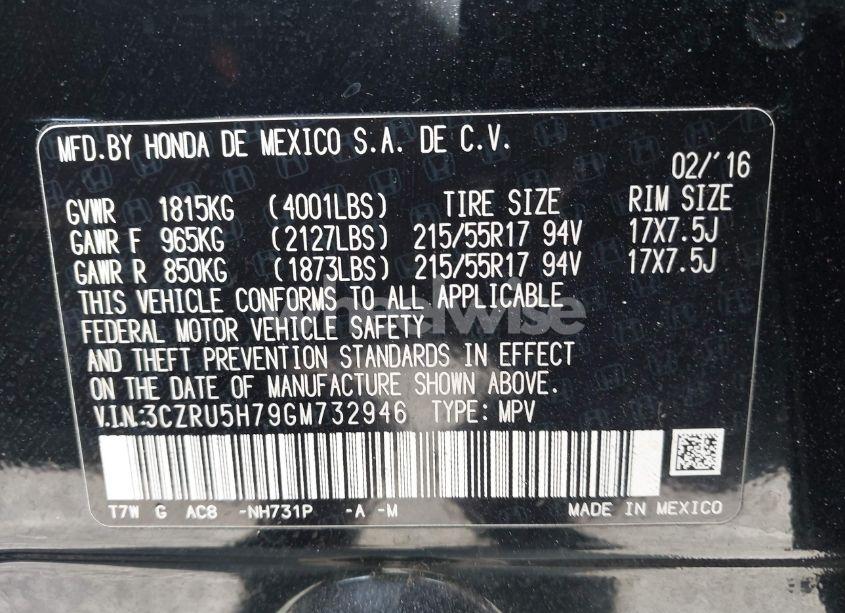 MFD.BY HONDA DE MEXICO S.A. DE C.V.
02/'16
GVWR 1815KG (4001LBS) TIRE SIZE RIM SIZE
GAWR F 965KG (2127LBS) 215/55R17 94V 17X7.5J
GAWR R 850KG (1873LBS) 215/55R17 94V 17X7.5J
THIS VEHICLE CONFORMS TO ALL APPLICABLE
FEDERAL MOTOR VEHICLE SAFETY
AND THEFT PREVENTION STANDARDS IN EFFECT
ON THE DATE OF MANUFACTURE SHOWN ABOVE.
V.I.N.:3CZRU5H79GM732946 TYPE: MPV
T7W G AC8 -NH731P -A -M MADE IN MEXICO
wheelwise